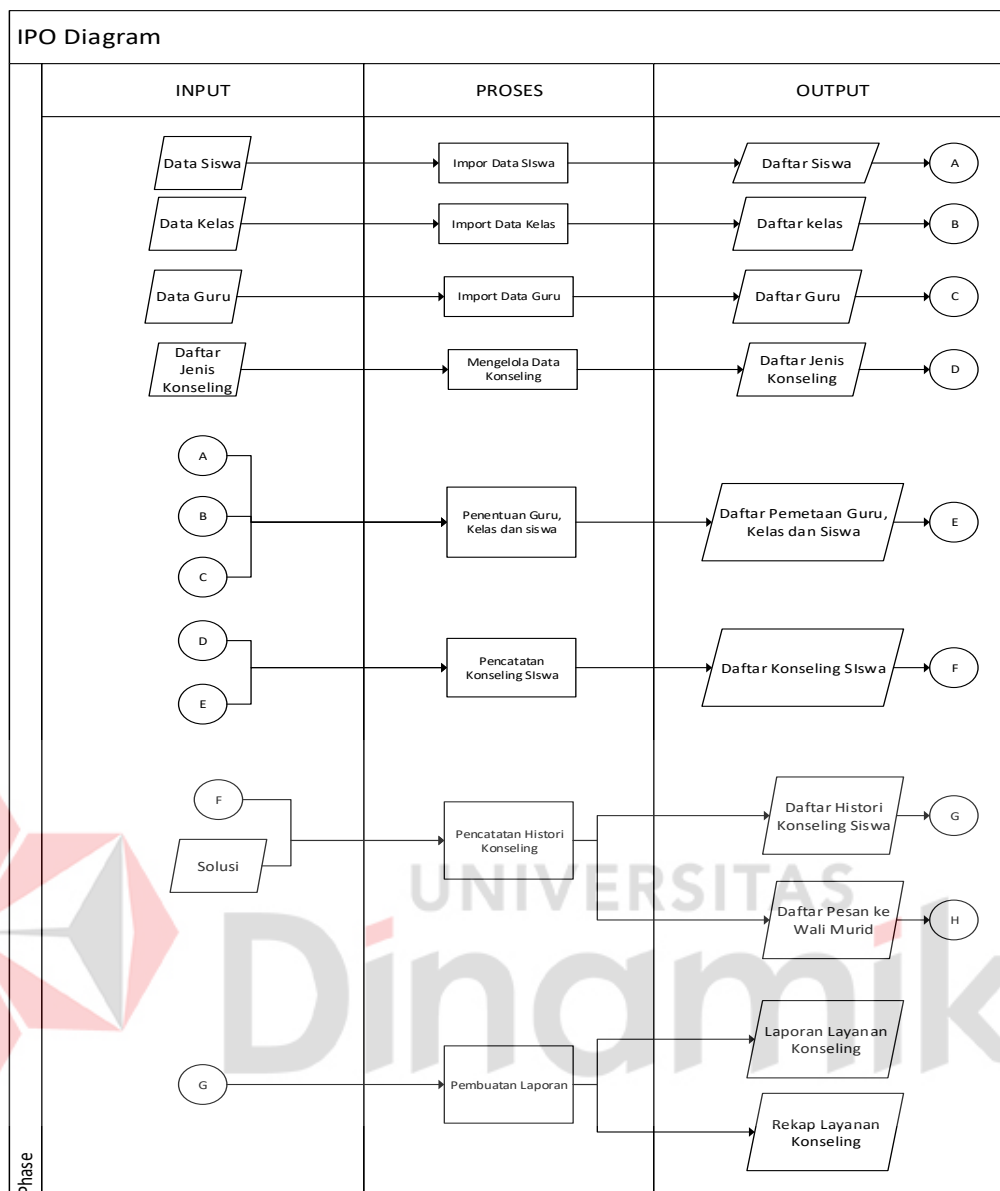 IPO Diagram
INPUT
PROSES
OUTPUT
Data Siswa
Impor Data SIswa
Daftar Siswa
A
Data Kelas
Import Data Kelas
Daftar kelas
B
Data Guru
Import Data Guru
Daftar Guru
C
Daftar
Jenis
Konseling
Mengelola Data
Konseling
Daftar Jenis
Konseling
D
A
B
C
Penentuan Guru,
Kelas dan siswa
Daftar Pemetaan Guru,
Kelas dan Siswa
E
D
E
Pencatatan
Konseling SIswa
Daftar Konseling SIswa
F
F
Solusi
Pencatatan Histori
Konseling
Daftar Histori
Konseling Siswa
G
Daftar Pesan ke
Wali Murid
H
UNIVERSITAS
Dinamika
G
Pembuatan Laporan
Laporan Layanan
Konseling
Rekap Layanan
Konseling
Phase